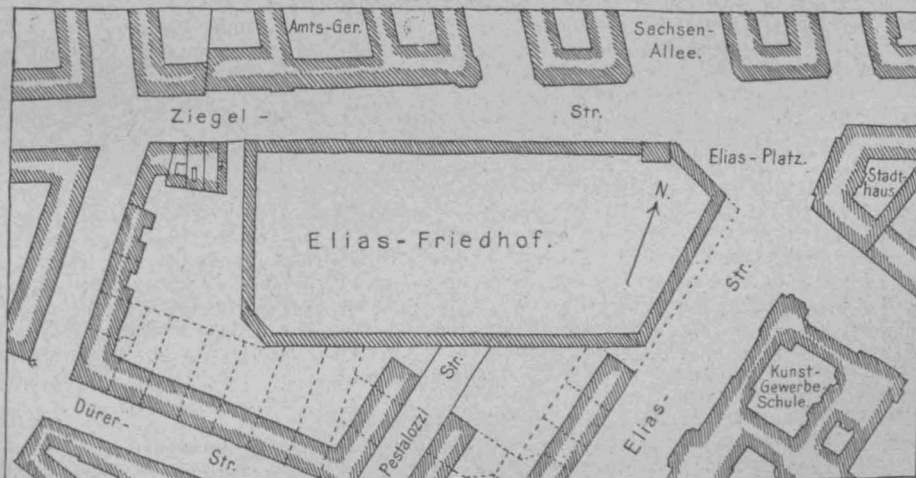 Amts-Ger.
Sachsen-
Allee.
Ziegel -
Str.
Elias-Platz.
Stadt-
haus
N.
Elias-Friedhof.
Str.
Kunst-
Gewerbe-
Schule.
Str.
Pestalozzi
Elias-
Dürer-
Str.